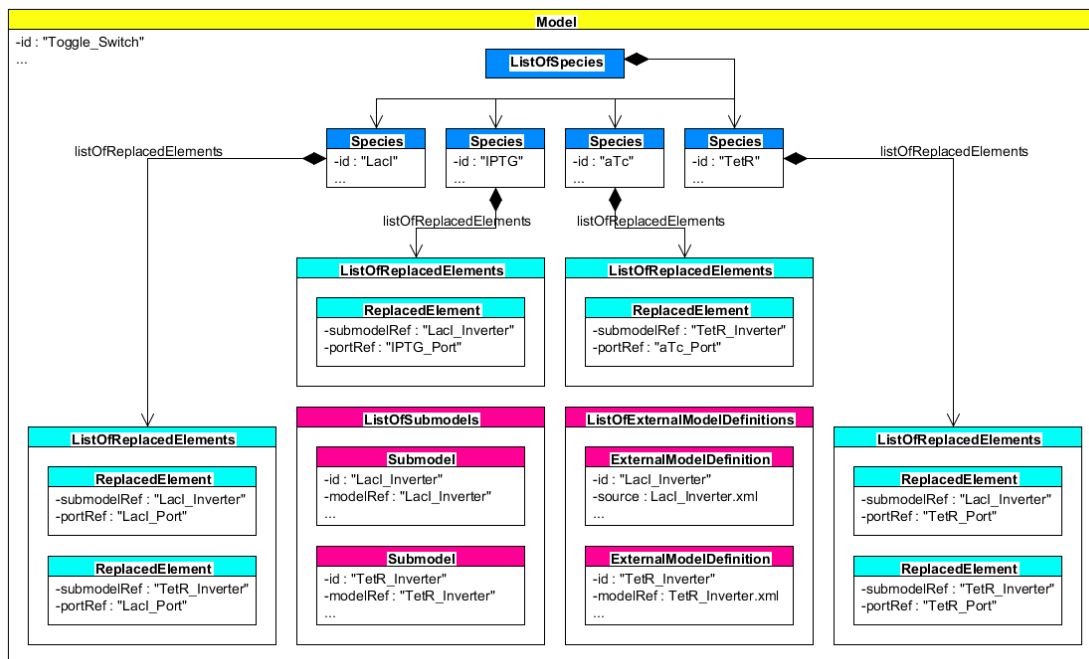 Model
-id : "Toggle_Switch"
...
ListOfSpecies
Species
-id : "LacI"
...
Species
-id : "IPTG"
...
Species
-id : "aTc"
...
Species
-id : "TetR"
...
listOfReplacedElements
listOfReplacedElements
listOfReplacedElements
listOfReplacedElements
ListOfReplacedElements
ReplacedElement
-submodelRef : "LacI_Inverter"
-portRef : "IPTG_Port"
ListOfReplacedElements
ReplacedElement
-submodelRef : "TetR_Inverter"
-portRef : "aTc_Port"
ListOfReplacedElements
ReplacedElement
-submodelRef : "LacI_Inverter"
-portRef : "LacI_Port"
ReplacedElement
-submodelRef : "TetR_Inverter"
-portRef : "LacI_Port"
ListOfSubmodels
Submodel
-id : "LacI_Inverter"
-modelRef : "LacI_Inverter"
...
Submodel
-id : "TetR_Inverter"
-modelRef : "TetR_Inverter"
...
ListOfExternalModelDefinitions
ExternalModelDefinition
-id : "LacI_Inverter"
-source : LacI_Inverter.xml
...
ExternalModelDefinition
-id : "TetR_Inverter"
-modelRef : TetR_Inverter.xml
...
ListOfReplacedElements
ReplacedElement
-submodelRef : "LacI_Inverter"
-portRef : "TetR_Port"
ReplacedElement
-submodelRef : "TetR_Inverter"
-portRef : "TetR_Port"